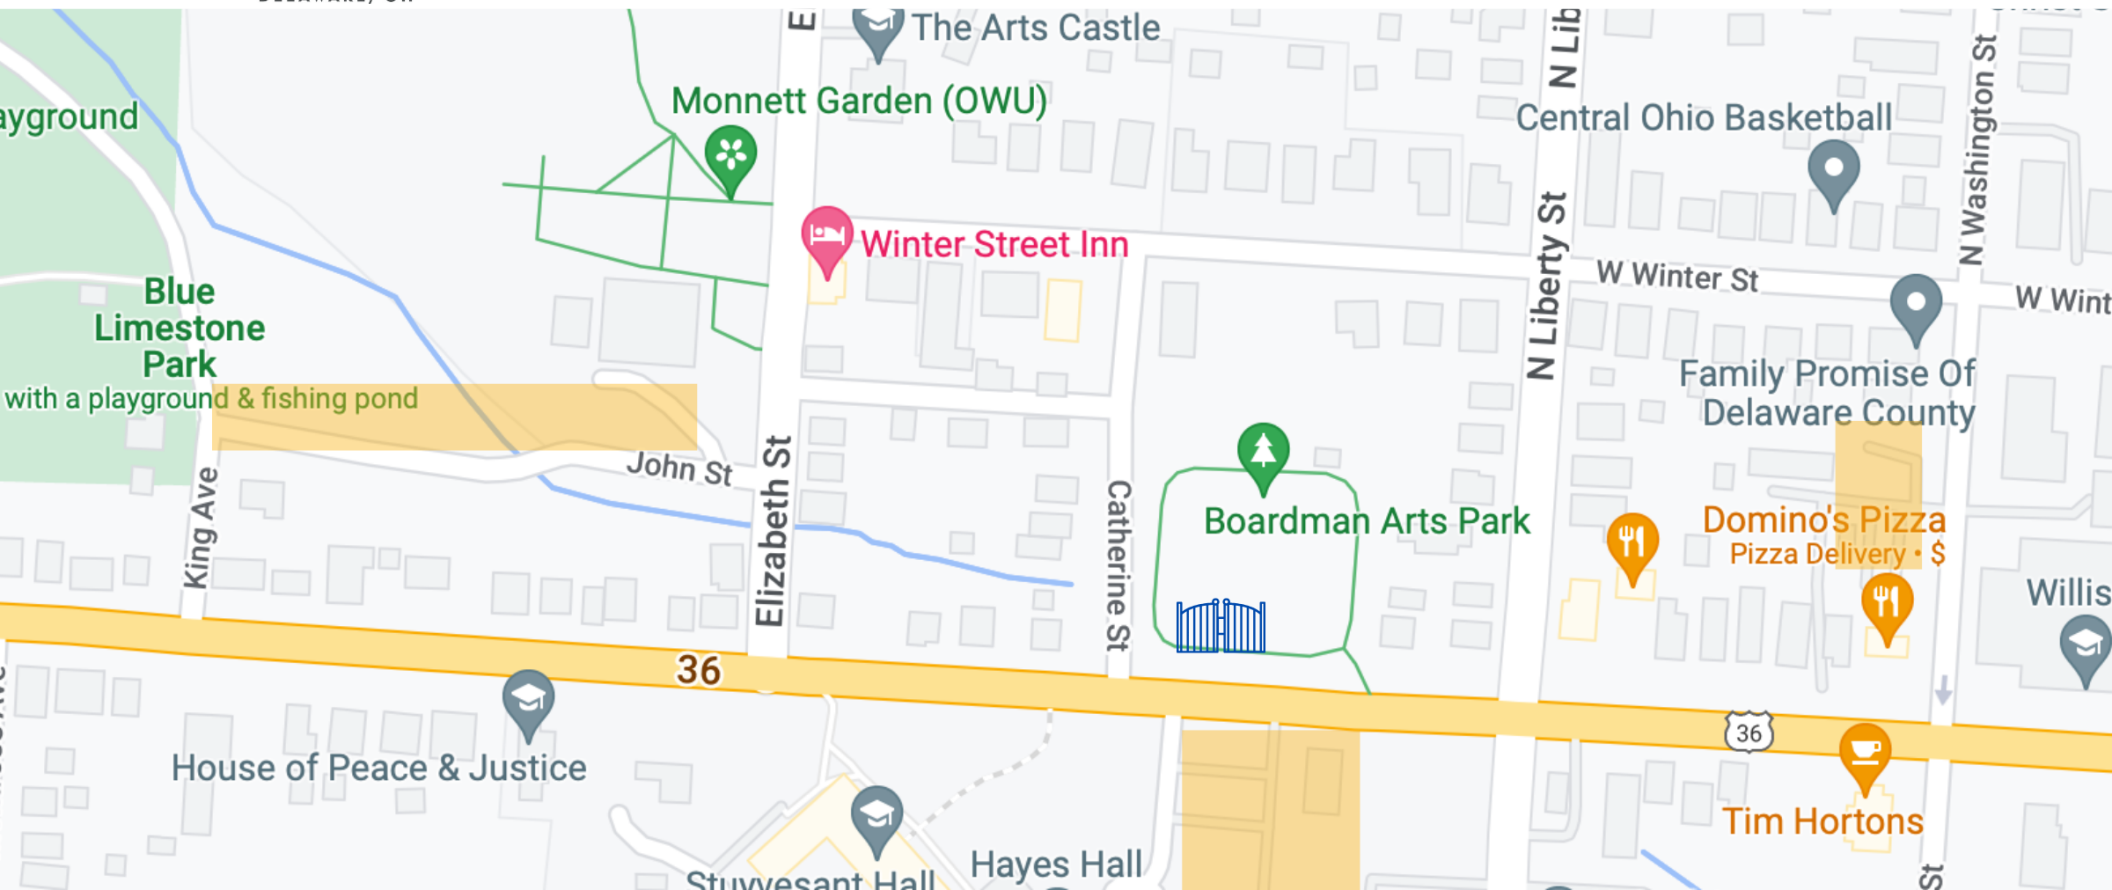 E
The Arts Castle
N Lib
N Washington St
Monnett Garden (OWU)
ayground
Central Ohio Basketball
Winter Street Inn
N Liberty St
W Winter St
W Wint
Blue
Limestone
Park
with a playground & fishing pond
Family Promise Of
Delaware County
John St
King Ave
Elizabeth St
Catherine St
Boardman Arts Park
Domino's Pizza
Pizza Delivery • $
Willis
36
36
House of Peace & Justice
Tim Hortons
Hayes Hall
Stuyvesant Hall
St